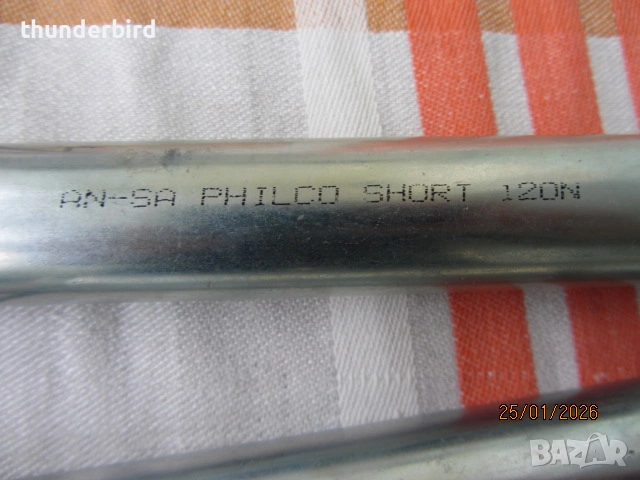 thunderbird
AN-SA PHILCO SHORT 120N
25/01/2026
BAZAR